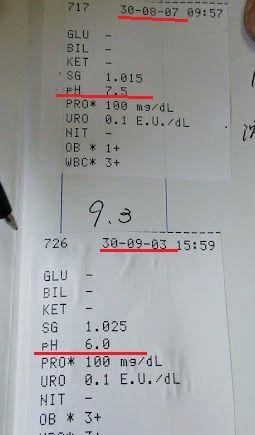 717 30-08-07 09:57
GLU -
BIL -
KET -
SG 1.015
pH 7.5
PRO* 100 mg/dL
URO 0.1 E.U./dL
NIT -
OB * 1+
WBC* 3+
9.3
726 30-09-03 15:59
GLU -
BIL -
KET -
SG 1.025
pH 6.0
PRO* 100 mg/dL
URO 0.1 E.U./dL
NIT -
OB * 3+